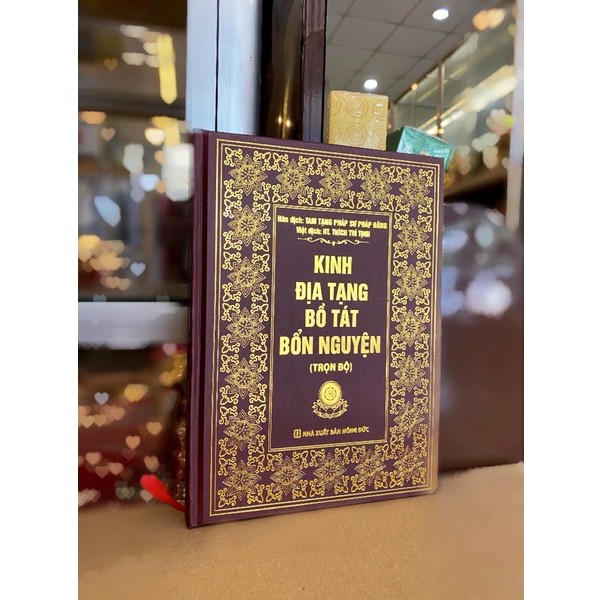 Hán dịch: TAM TẠNG PHÁP SƯ PHÁP ĐĂNG
Việt dịch: HT. THÍCH TRÍ TỊNH
KINH
ĐỊA TẠNG
BỒ TÁT
BỔN NGUYỆN
(TRỌN BỘ)
NHÀ XUẤT BẢN HỒNG ĐỨC